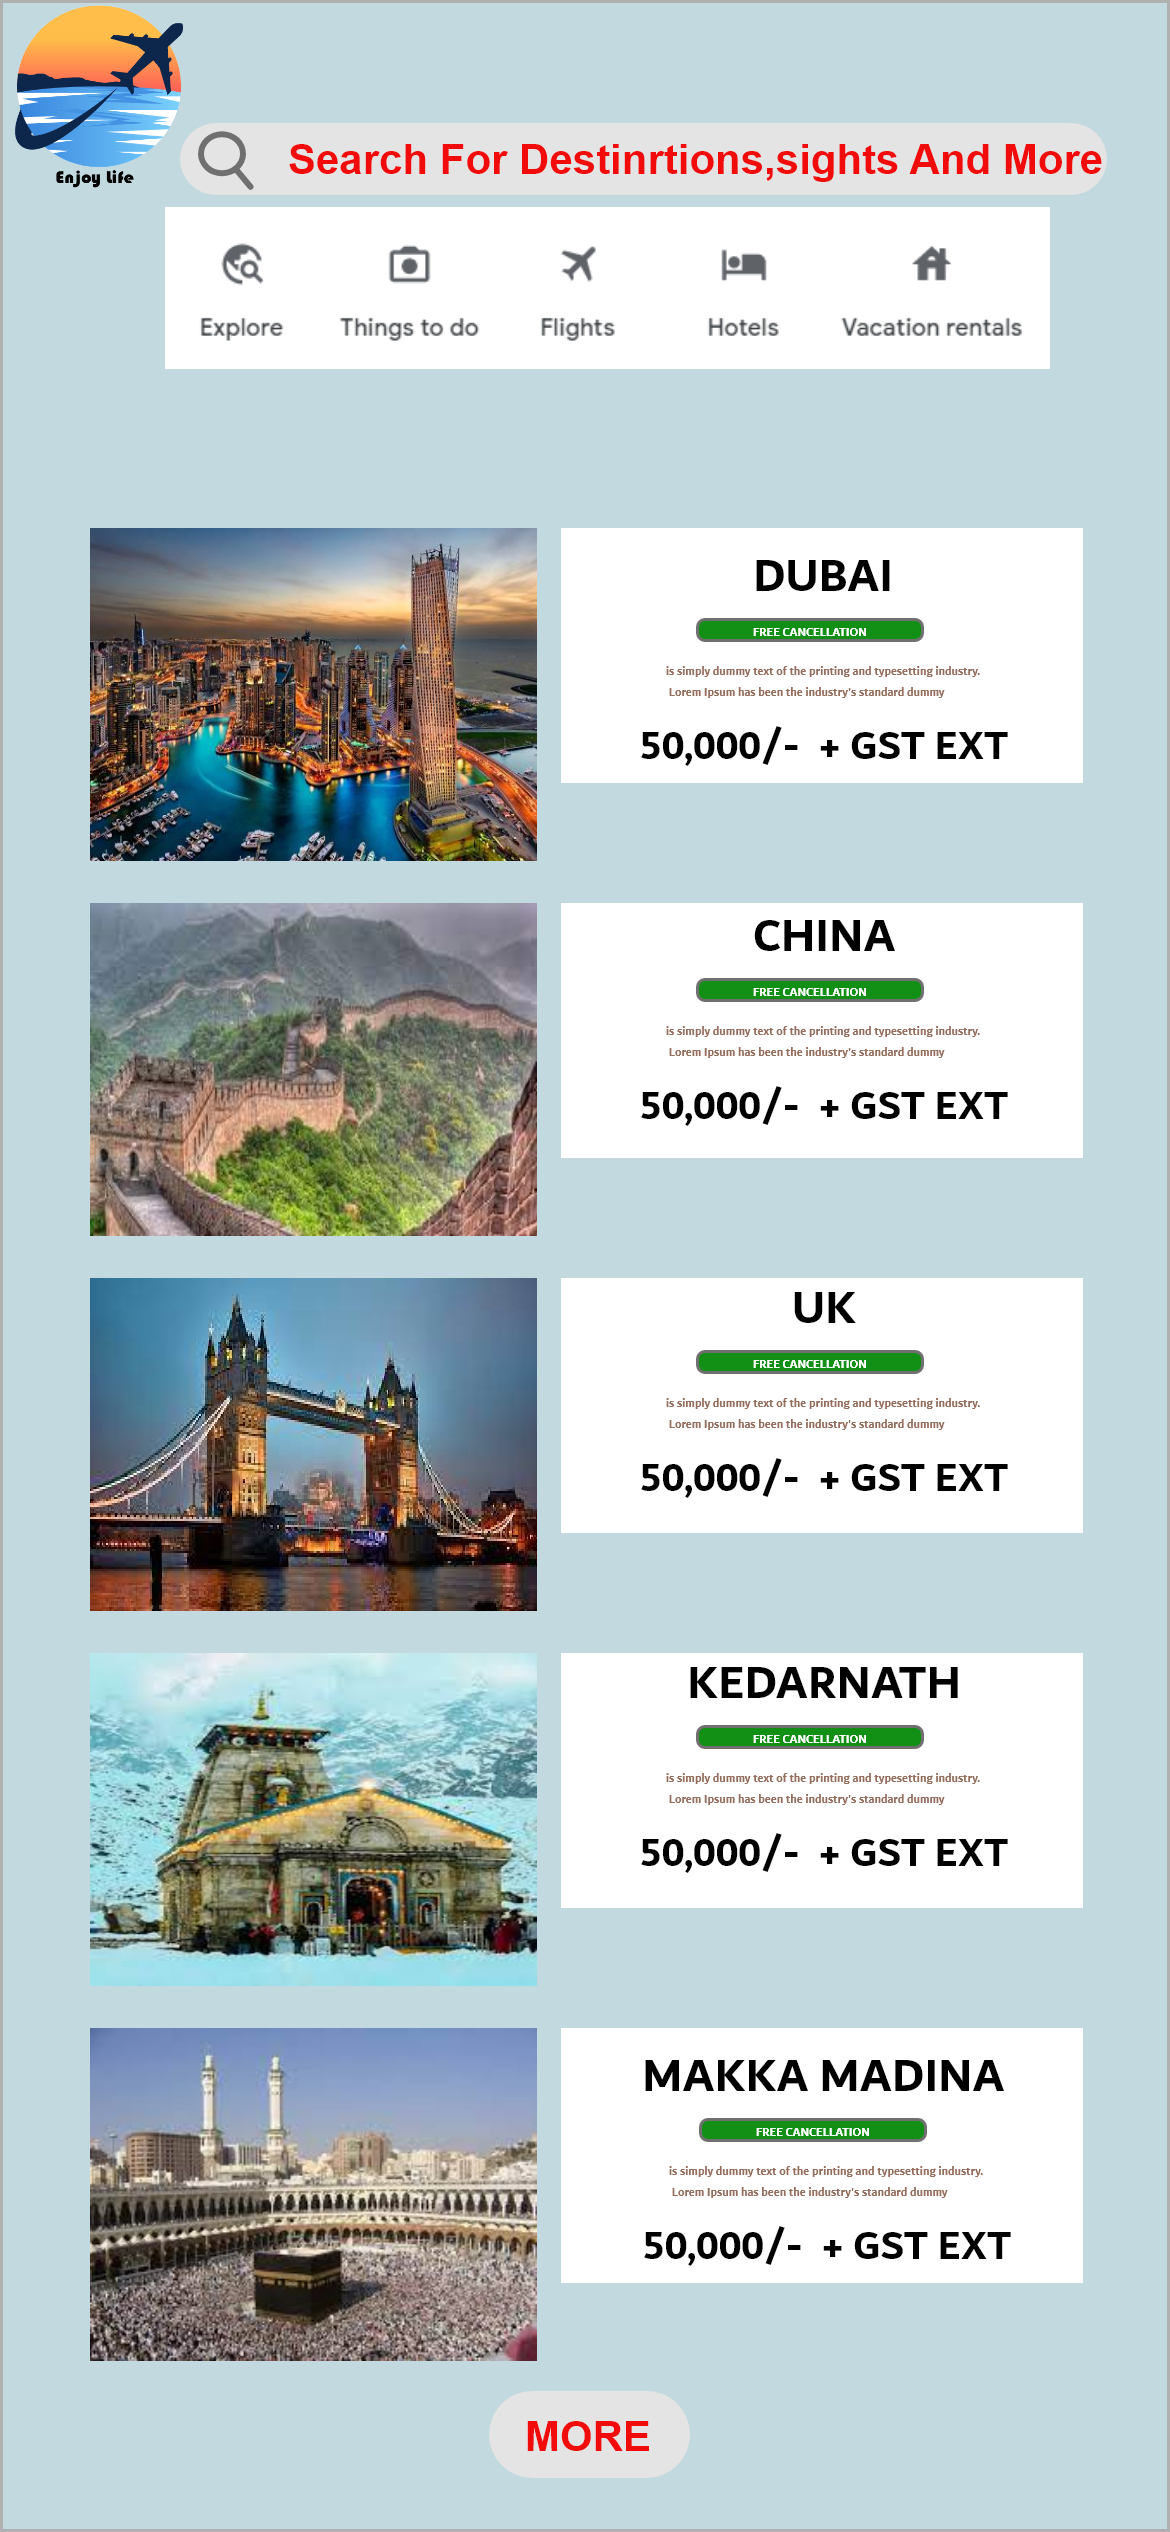 Enjoy Life
Search For Destinrtions,sights And More
Explore
Things to do
Flights
Hotels
Vacation rentals
DUBAI
FREE CANCELLATION
is simply dummy text of the printing and typesetting industry.
Lorem Ipsum has been the industry's standard dummy
50,000/- + GST EXT
CHINA
FREE CANCELLATION
is simply dummy text of the printing and typesetting industry.
Lorem Ipsum has been the industry's standard dummy
50,000/- + GST EXT
UK
FREE CANCELLATION
is simply dummy text of the printing and typesetting industry.
Lorem Ipsum has been the industry's standard dummy
50,000/- + GST EXT
KEDARNATH
FREE CANCELLATION
is simply dummy text of the printing and typesetting industry.
Lorem Ipsum has been the industry's standard dummy
50,000/- + GST EXT
MAKKA MADINA
FREE CANCELLATION
is simply dummy text of the printing and typesetting industry.
Lorem Ipsum has been the industry's standard dummy
50,000/- + GST EXT
MORE